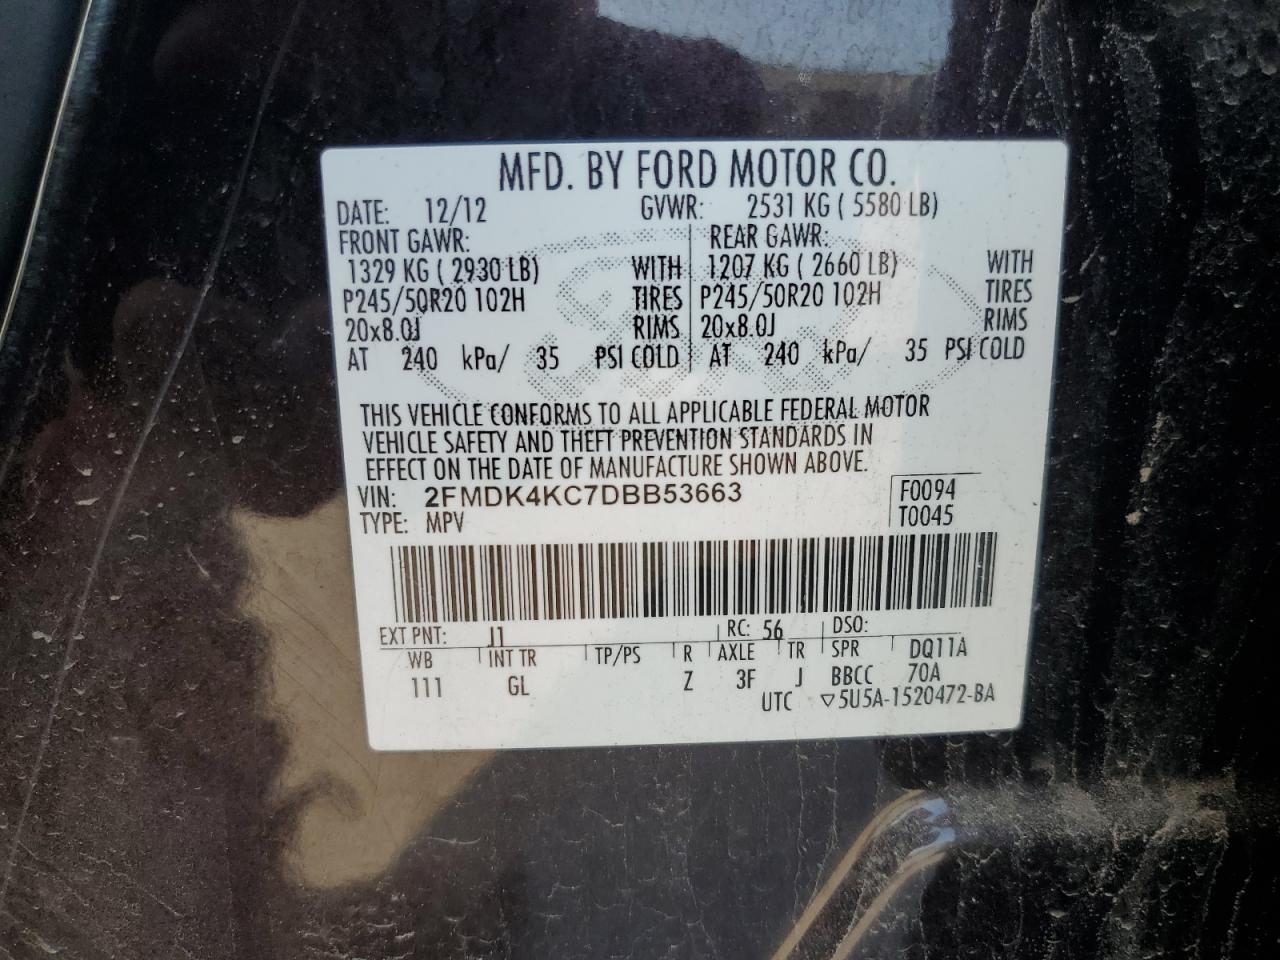 MFD. BY FORD MOTOR CO.
DATE: 12/12 GVWR: 2531 KG ( 5580 LB)
FRONT GAWR: REAR GAWR:
1329 KG ( 2930 LB) WITH 1207 KG ( 2660 LB) WITH
P245/50R20 102H TIRES P245/50R20 102H TIRES
20x8.0J RIMS 20x8.0J RIMS
AT 240 kPa/ 35 PSI COLD AT 240 kPa/ 35 PSI COLD
THIS VEHICLE CONFORMS TO ALL APPLICABLE FEDERAL MOTOR
VEHICLE SAFETY AND THEFT PREVENTION STANDARDS IN
EFFECT ON THE DATE OF MANUFACTURE SHOWN ABOVE.
VIN: 2FMDK4KC7DBB53663 F0094
TYPE: MPV T0045
EXT PNT: J1 RC: 56 DSO:
WB INT TR TP/PS R AXLE TR SPR DQ11A
111 GL Z 3F J BBCC 70A
UTC ▽5U5A-1520472-BA